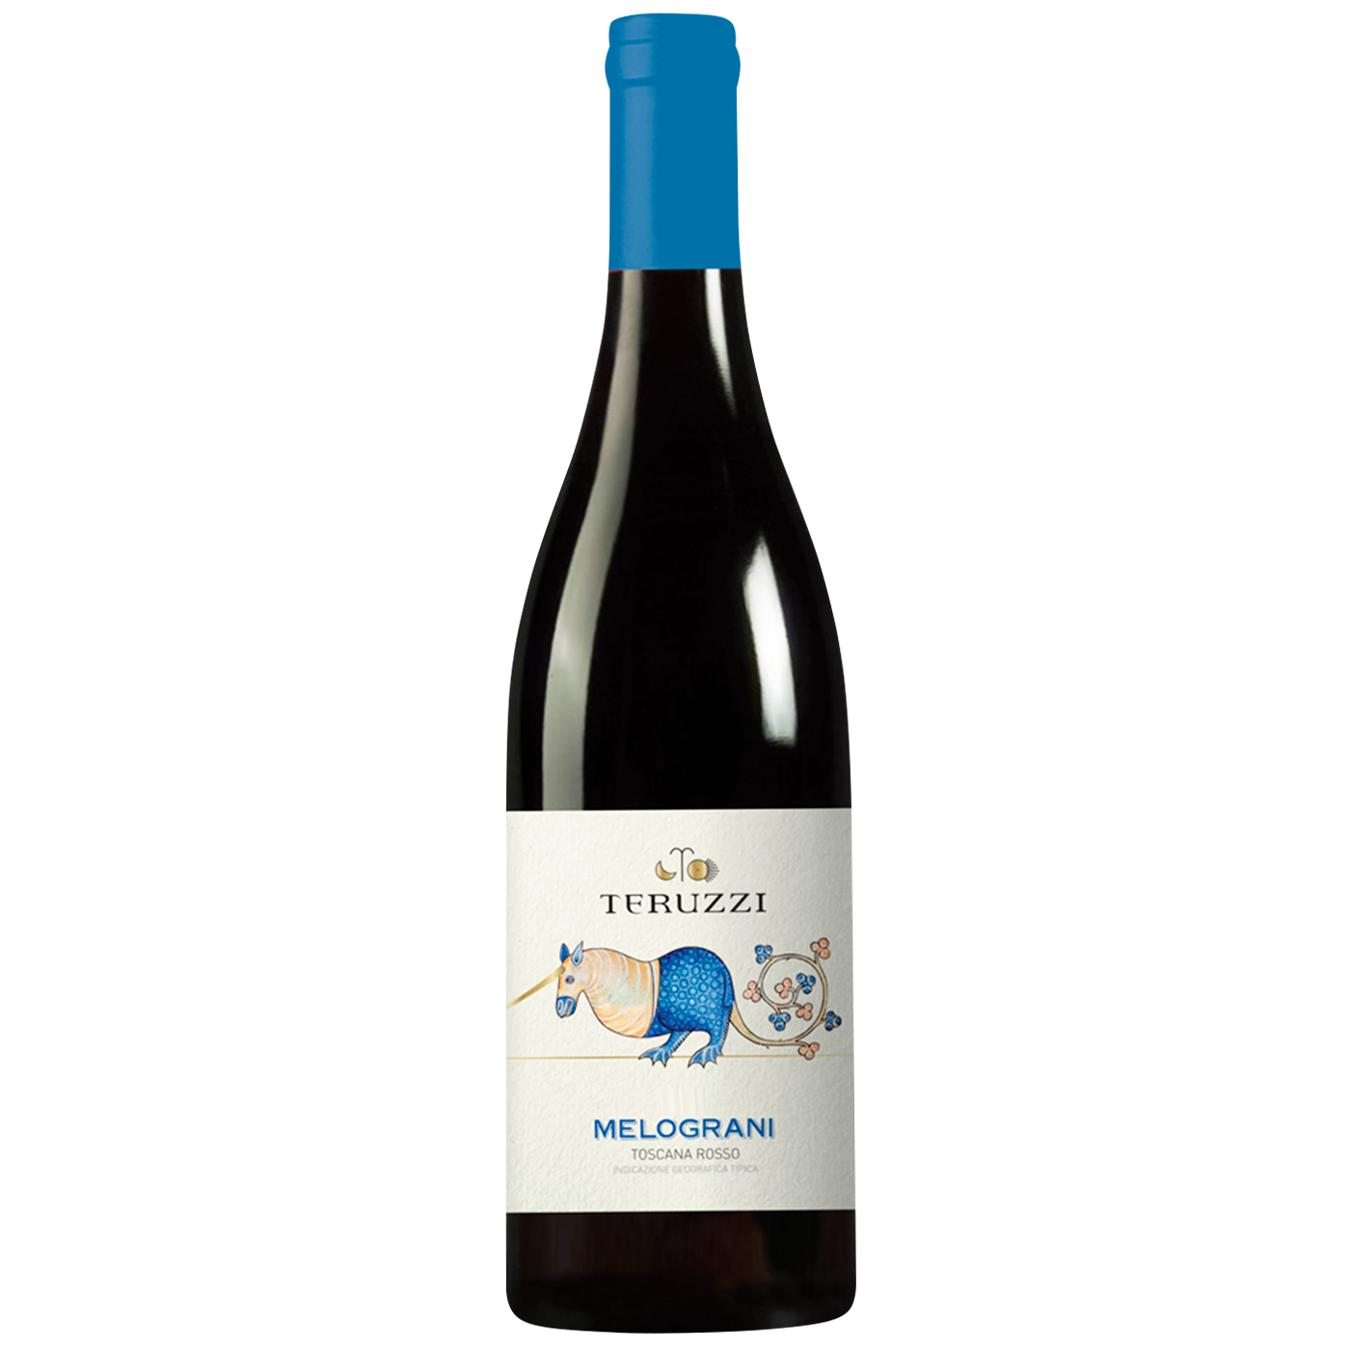 TERUZZI
MELOGRANI
TOSCANA ROSSO
INDICAZIONE GEOGRAFICA TIPICA